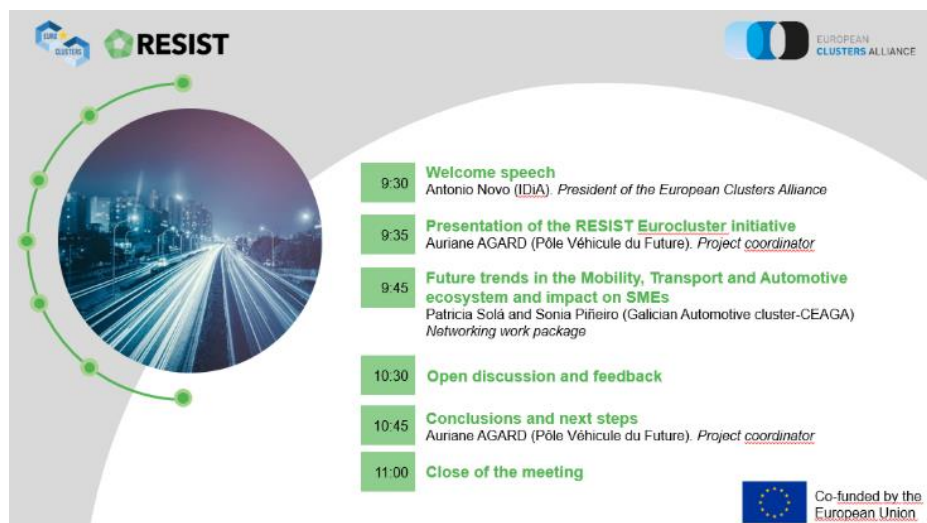 EURO
CLUSTERS
RESIST
EUROPEAN
CLUSTERS ALLIANCE
9:30
Welcome speech
Antonio Novo (IDiA). President of the European Clusters Alliance
9:35
Presentation of the RESIST Eurocluster initiative
Auriane AGARD (Pôle Véhicule du Future). Project coordinator
9:45
Future trends in the Mobility, Transport and Automotive
ecosystem and impact on SMEs
Patricia Solá and Sonia Piñeiro (Galician Automotive cluster-CEAGA)
Networking work package
10:30
Open discussion and feedback
10:45
Conclusions and next steps
Auriane AGARD (Pôle Véhicule du Future). Project coordinator
11:00
Close of the meeting
Co-funded by the
European Union